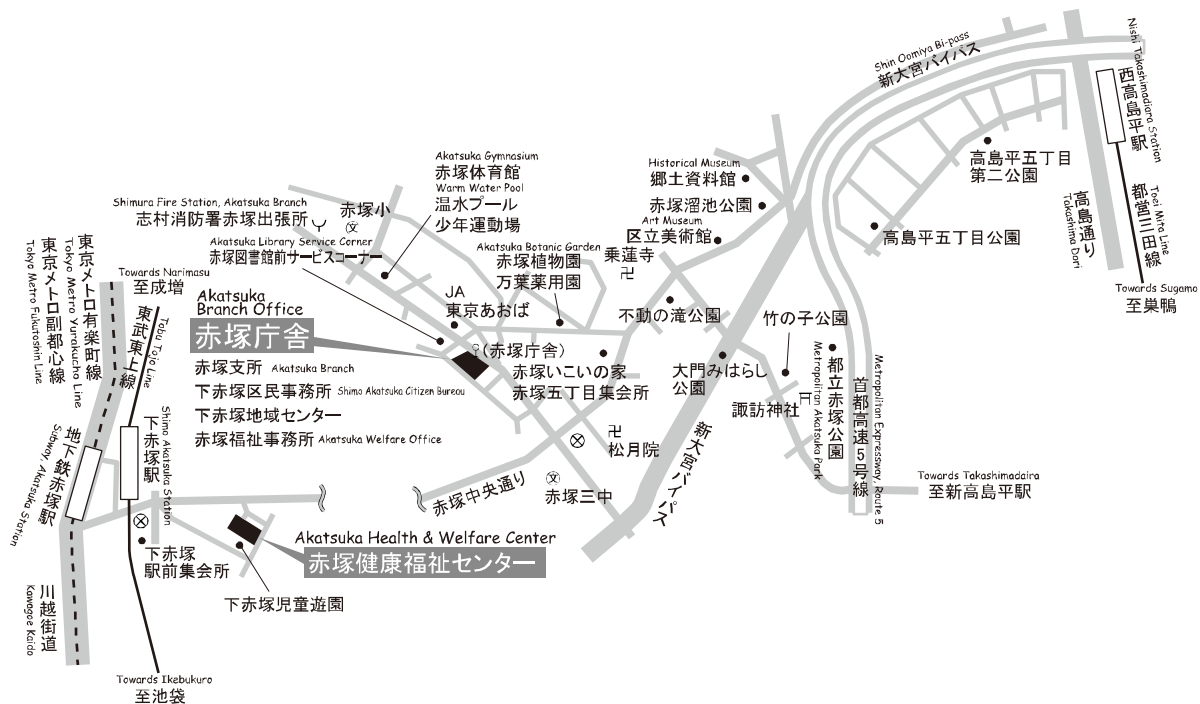 Shin Oomiya Bi-pass
新大宮バイパス
Nishi Takashimadiara Station
西高島平駅
Akatsuka Gymnasium
赤塚体育館
Warm Water Pool
温水プール
少年運動場
Historical Museum
郷土資料館
赤塚溜池公園
Art Museum
区立美術館
乗蓮寺
高島平五丁目
第二公園
高島平五丁目公園
高島通り
Takashima Dori
Toei Mita Line
都営三田線
Towards Sugamo
至巣鴨
Shimura Fire Station, Akatsuka Branch
志村消防署赤塚出張所
赤塚小
文
Akatsuka Library Service Corner
赤塚図書館前サービスコーナー
Akatsuka Botanic Garden
赤塚植物園
万葉薬用園
東京メトロ有楽町線
Tokyo Metro Yurakucho Line
東京メトロ副都心線
Tokyo Metro Fukutoshin Line
Towards Narimasu
至成増
Tobu Tojo Line
東武東上線
Akatsuka
Branch Office
赤塚庁舎
赤塚支所 Akatsuka Branch
下赤塚区民事務所 Shimo Akatsuka Citizen Bureau
下赤塚地域センター
赤塚福祉事務所 Akatsuka Welfare Office
JA
東京あおば
(赤塚庁舎)
赤塚いこいの家
赤塚五丁目集会所
不動の滝公園
竹の子公園
大門みはらし
公園
諏訪神社
都立赤塚公園
Metropolitan Akatsuka Park
首都高速5号線
Metropolitan Expressway, Route 5
Towards Takashimadaira
至新高島平駅
松月院
文
赤塚三中
新大宮バイパス
赤塚中央通り
地下鉄赤塚駅
Subway, Akatsuka Station
下赤塚駅
Shimo Akatsuka Station
下赤塚
駅前集会所
Akatsuka Health & Welfare Center
赤塚健康福祉センター
下赤塚児童遊園
川越街道
Kawagoe Kaido
Towards Ikebukuro
至池袋